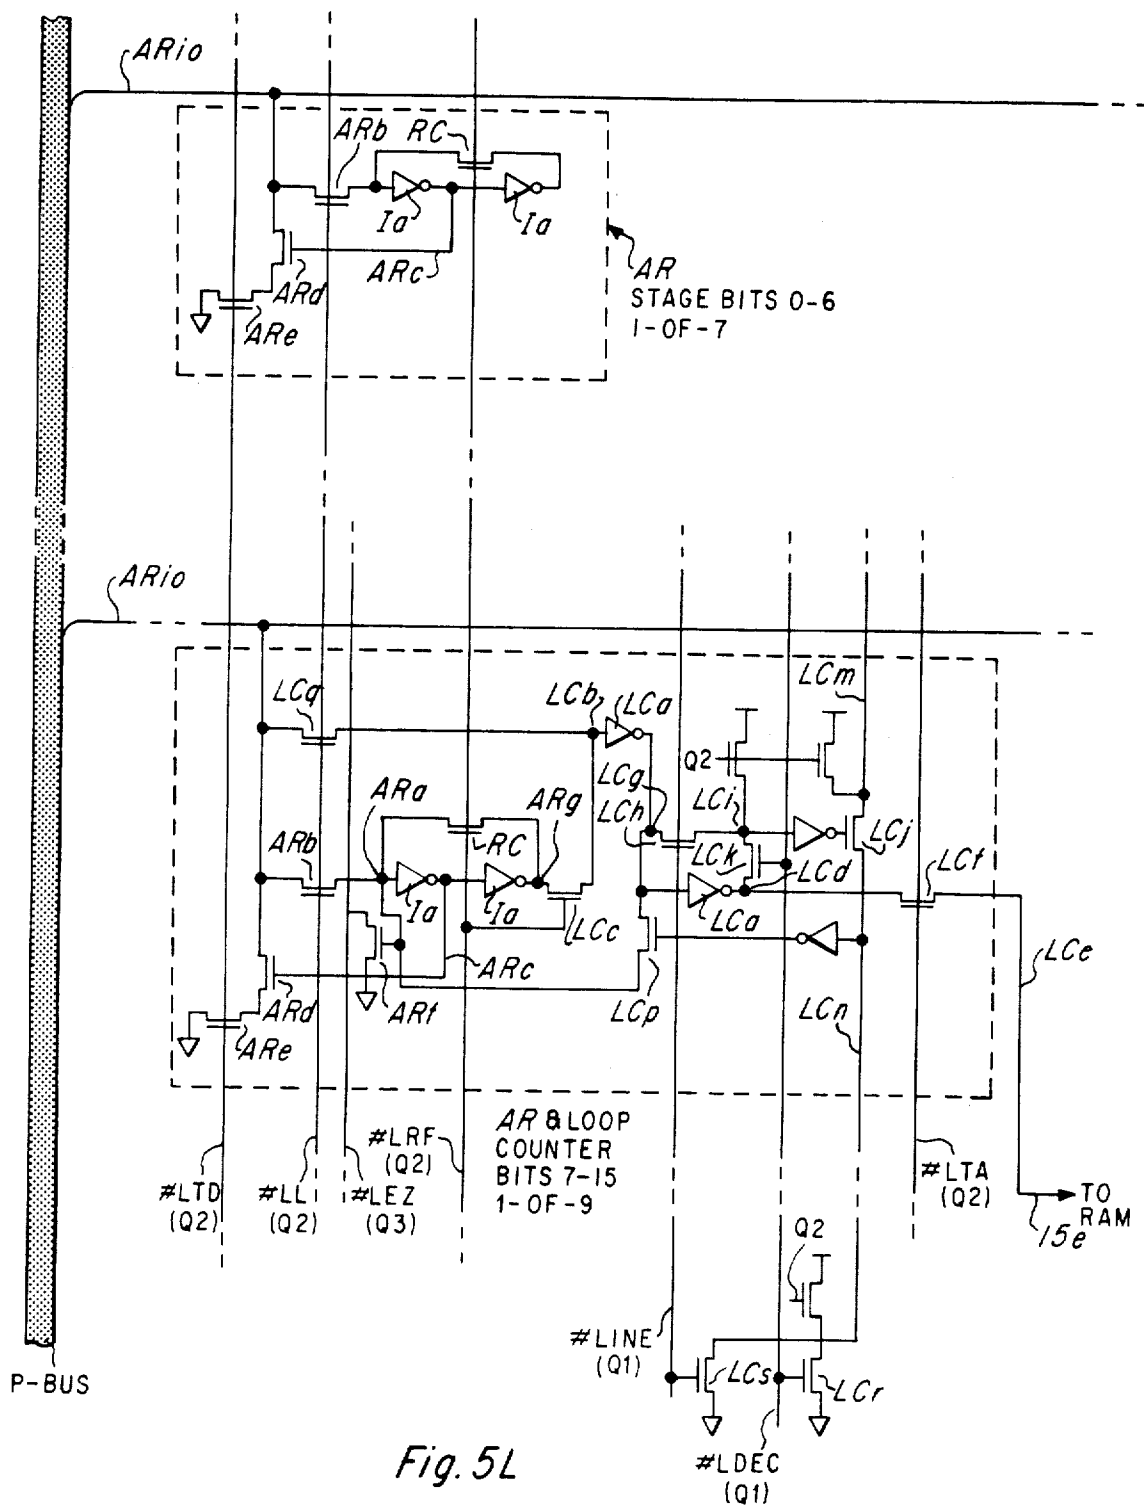 ARio
ARb
RC
Ia
Ia
ARc
ARd
ARe
AR
STAGE BITS 0-6
1-OF-7
ARio
LCq
LCb
LCa
LCm
Q2
LCg
LCh
LCi
ARa
ARg
LCj
ARb
RC
LCk
LCd
LCt
Ia
Ia
LCc
LCa
LCe
ARc
ARd
ARf
LCp
LCn
ARe
#LTD
(Q2)
#LL
(Q2)
#LEZ
(Q3)
#LRF
(Q2)
AR & LOOP
COUNTER
BITS 7-15
1-OF-9
#LTA
(Q2)
TO
RAM
15e
Q2
#LINE
(Q1)
LCs
LCr
P-BUS
#LDEC
(Q1)
Fig. 5L